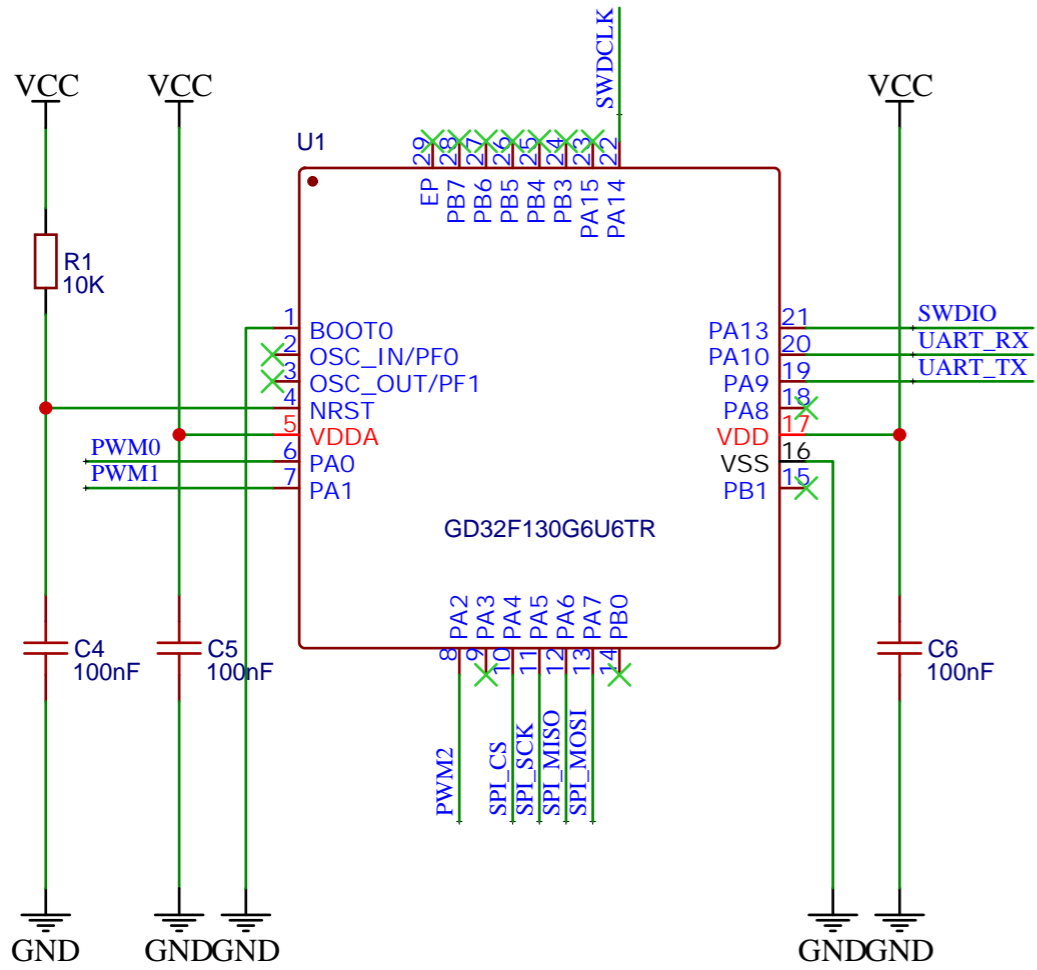 SWDCLK
VCC
VCC
VCC
U1
29
28
27
26
25
24
23
22
EP
PB7
PB6
PB5
PB4
PB3
PA15
PA14
R1
10K
1
BOOT0
2
OSC_IN/PF0
3
OSC_OUT/PF1
4
NRST
5
VDDA
PWM0
6
PA0
PWM1
7
PA1
PA13
21
SWDIO
PA10
20
UART_RX
PA9
19
UART_TX
PA8
18
VDD
17
VSS
16
PB1
15
GD32F130G6U6TR
PA2
PA3
PA4
PA5
PA6
PA7
PB0
8
9
10
11
12
13
14
C4
100nF
C5
100nF
C6
100nF
PWM2
SPI_CS
SPI_SCK
SPI_MISO
SPI_MOSI
GND
GND
GND
GND
GND